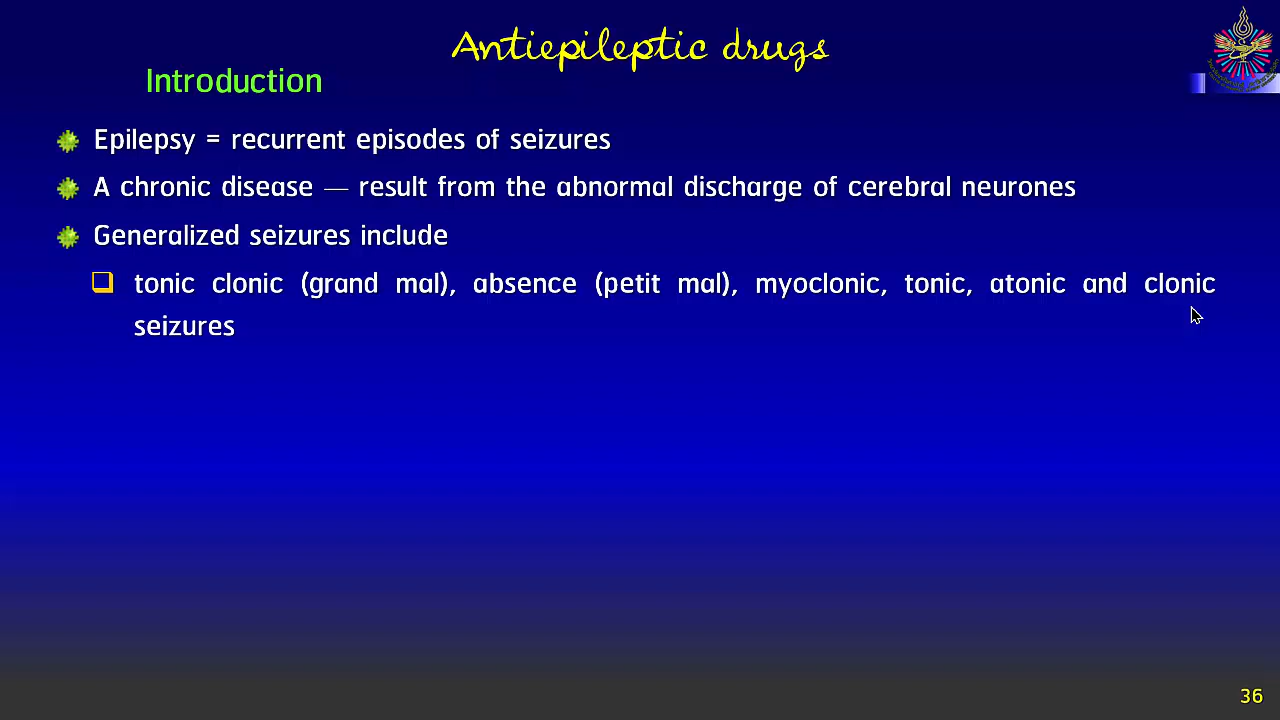 Antiepileptic drugs
Introduction
Epilepsy = recurrent episodes of seizures
A chronic disease — result from the abnormal discharge of cerebral neurones
Generalized seizures include
tonic clonic (grand mal), absence (petit mal), myoclonic, tonic, atonic and clonic
seizures
36